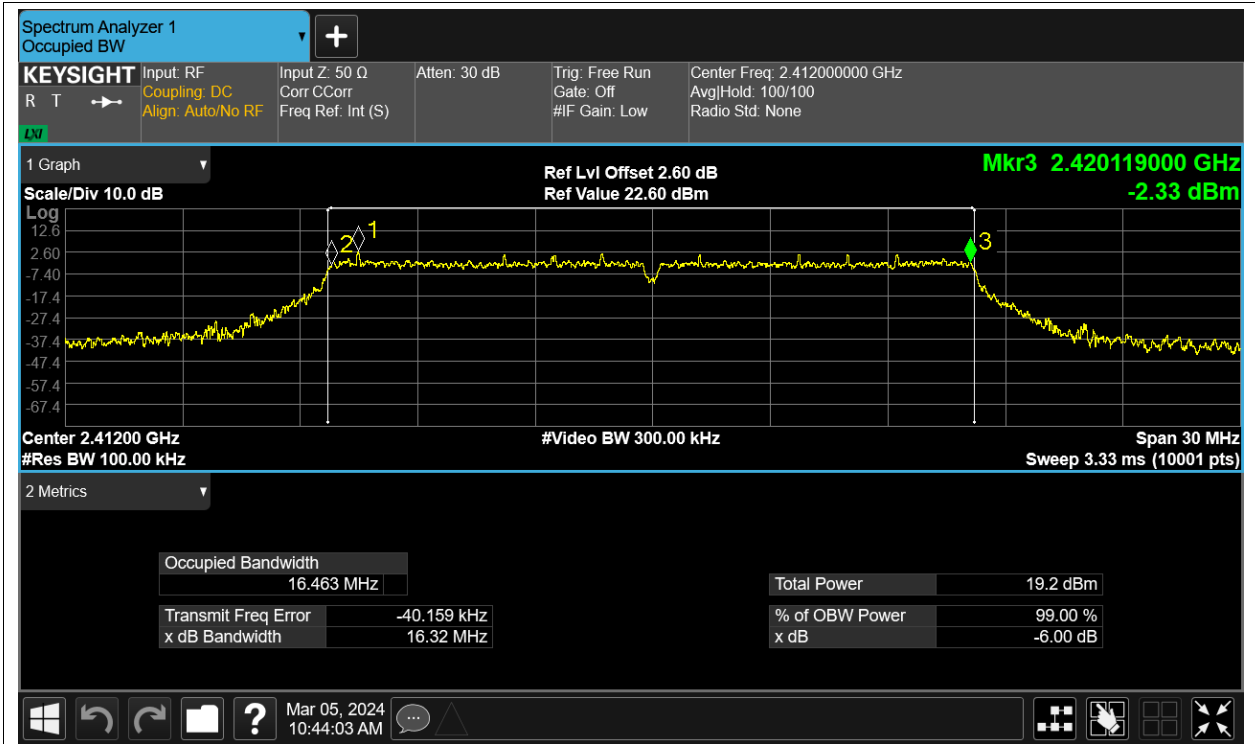 Spectrum Analyzer 1
Occupied BW
+
KEYSIGHT
R T
LXI
Input: RF
Coupling: DC
Align: Auto/No RF
Input Z: 50 Ω
Corr CCorr
Freq Ref: Int (S)
Atten: 30 dB
Trig: Free Run
Gate: Off
#IF Gain: Low
Center Freq: 2.412000000 GHz
Avg|Hold: 100/100
Radio Std: None
1 Graph
Scale/Div 10.0 dB
Ref Lvl Offset 2.60 dB
Ref Value 22.60 dBm
Mkr3 2.420119000 GHz
-2.33 dBm
Log
12.6
2.60
-7.40
-17.4
-27.4
-37.4
-47.4
-57.4
-67.4
2
1
3
Center 2.41200 GHz
#Video BW 300.00 kHz
Span 30 MHz
#Res BW 100.00 kHz
Sweep 3.33 ms (10001 pts)
2 Metrics
Occupied Bandwidth
16.463 MHz
Transmit Freq Error -40.159 kHz
x dB Bandwidth 16.32 MHz
Total Power 19.2 dBm
% of OBW Power 99.00 %
x dB -6.00 dB
?
Mar 05, 2024
10:44:03 AM